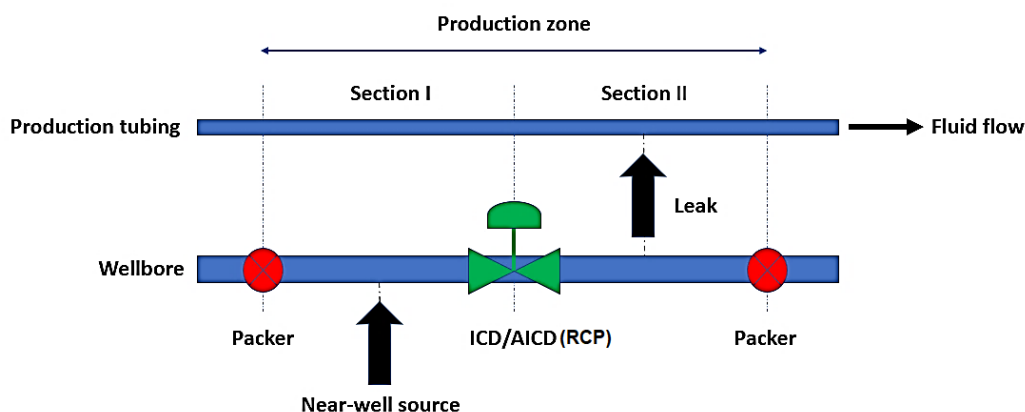 Production zone
Section I
Section II
Production tubing
Fluid flow
Leak
Wellbore
Packer
ICD/AICD (RCP)
Packer
Near-well source